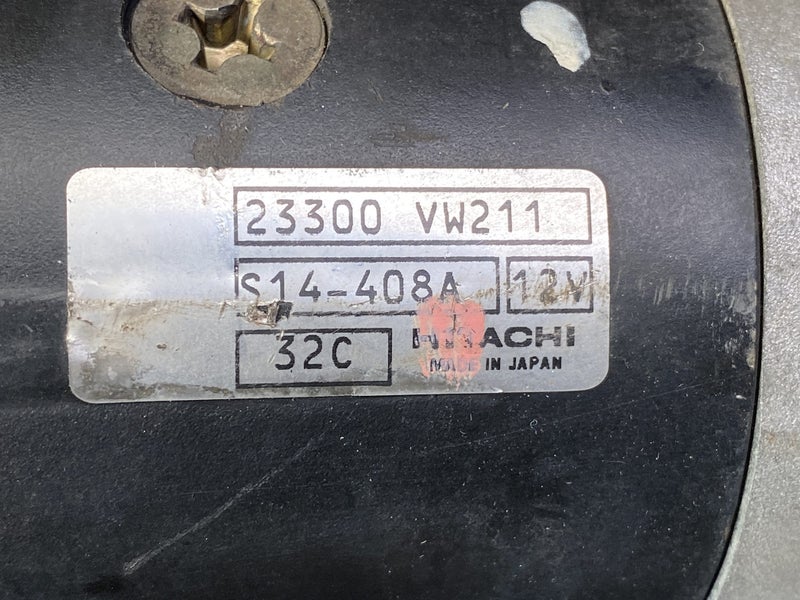 23300 VW211
S14-408A 12V
32C HITACHI
MADE IN JAPAN